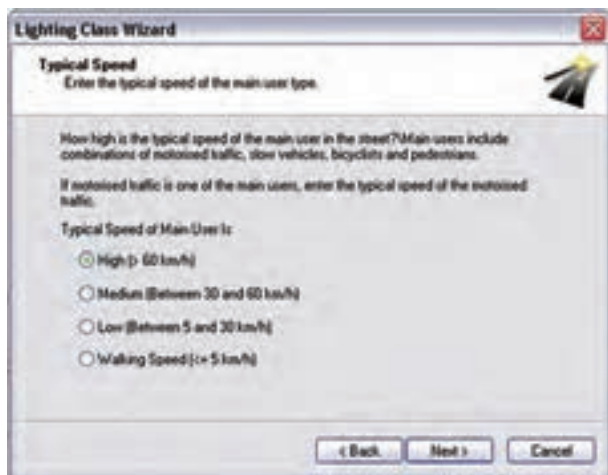 Lighting Class Wizard
Typical Speed
Enter the typical speed of the main user type.
How high is the typical speed of the main user in the street?\Main users include
combinations of motorised traffic, slow vehicles, bicyclists and pedestrians.
If motorised traffic is one of the main users, enter the typical speed of the motorised
traffic.
Typical Speed of Main User Is:
High (> 60 km/h)
Medium (Between 30 and 60 km/h)
Low (Between 5 and 30 km/h)
Walking Speed (<= 5 km/h)
< Back Next > Cancel